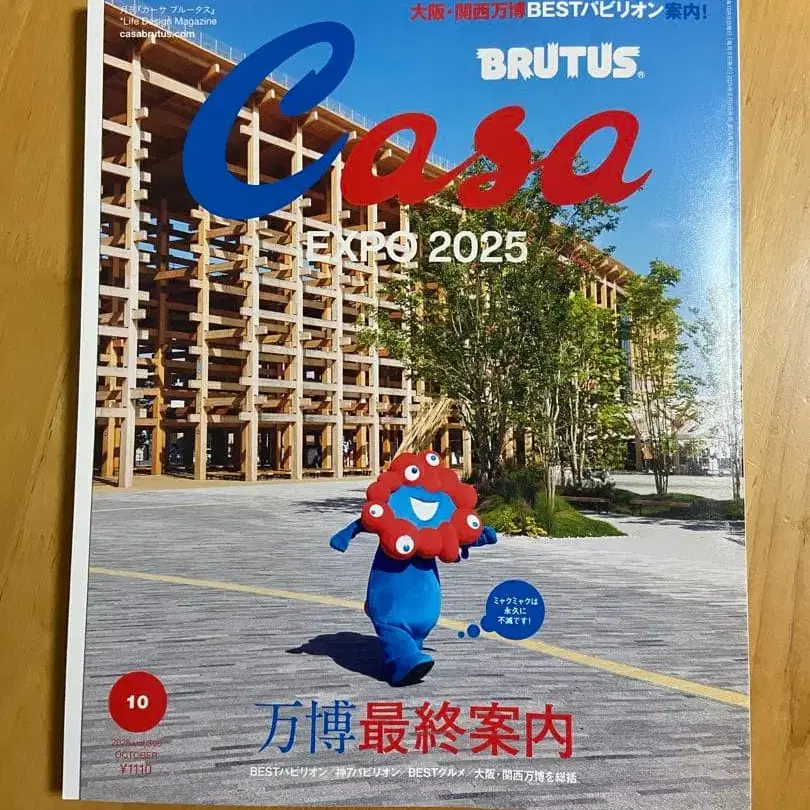 月刊『カーサ ブルータス』
"Life Design Magazine
casabrutus.com
大阪・関西万博BESTパビリオン案内!
BRUTUS®
Casa
EXPO 2025
ミャクミャクは
永久に
不滅です!
10
OCTOBER
¥1110
万博最終案内
BESTパビリオン/神7パビリオン/BESTグルメ/大阪・関西万博を総括